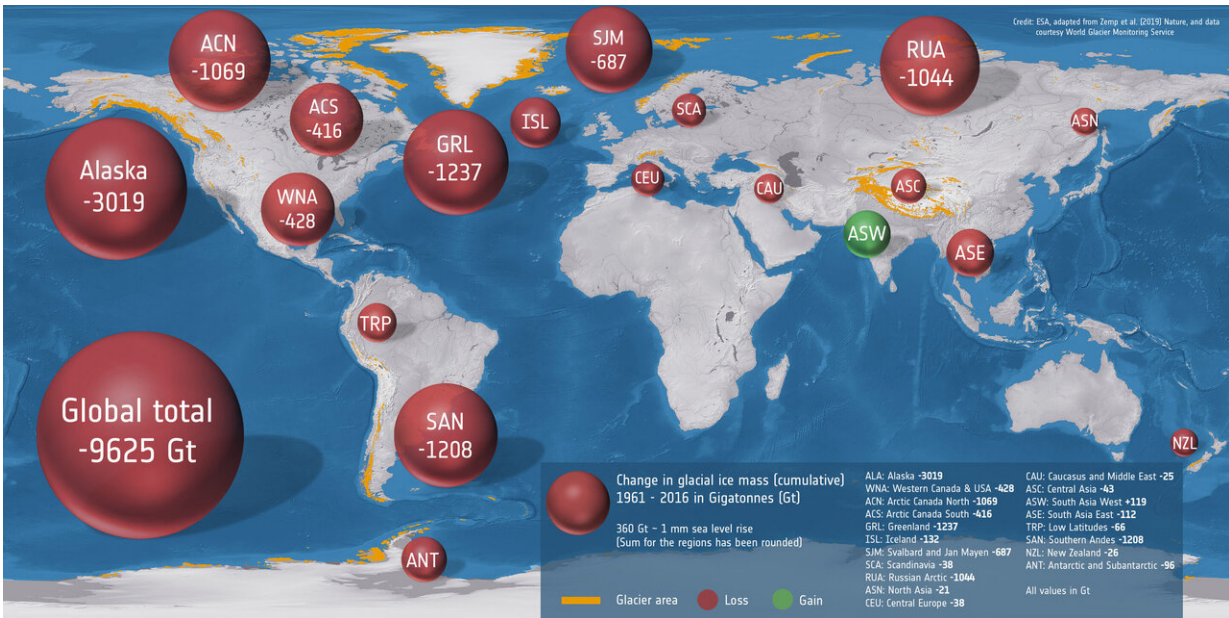 Credit: ESA, adapted from Zemp et al. (2019) Nature, and data
courtesy World Glacier Monitoring Service
ACN
-1069
SJM
-687
RUA
-1044
ACS
-416
ISL
SCA
ASN
Alaska
-3019
GRL
-1237
WNA
-428
CEU
CAU
ASC
ASW
ASE
TRP
Global total
-9625 Gt
SAN
-1208
NZL
ANT
Change in glacial ice mass (cumulative)
1961 - 2016 in Gigatonnes (Gt)
360 Gt ~ 1 mm sea level rise
(Sum for the regions has been rounded)
Glacier area
Loss
Gain
ALA: Alaska -3019
WNA: Western Canada & USA -428
ACN: Arctic Canada North -1069
ACS: Arctic Canada South -416
GRL: Greenland -1237
ISL: Iceland -132
SJM: Svalbard and Jan Mayen -687
SCA: Scandinavia -38
RUA: Russian Arctic -1044
ASN: North Asia -21
CEU: Central Europe -38
CAU: Caucasus and Middle East -25
ASC: Central Asia -43
ASW: South Asia West +119
ASE: South Asia East -112
TRP: Low Latitudes -66
SAN: Southern Andes -1208
NZL: New Zealand -26
ANT: Antarctic and Subantarctic -96
All values in Gt